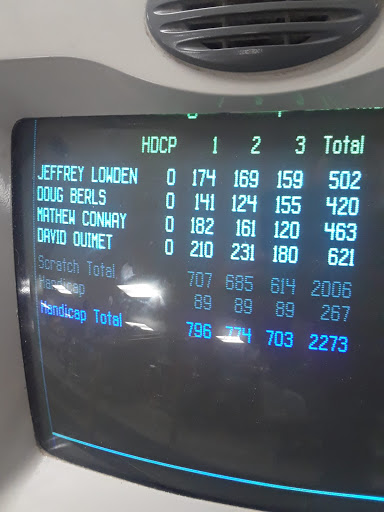 HDCP 1 2 3 Total
JEFFREY LOWDEN 0 174 169 159 502
DOUG BERLS 0 141 124 155 420
MATHEW CONWAY 0 182 161 120 463
DAVID OUIMET 0 210 231 180 621
Scratch Total 707 685 614 2006
Handicap 89 89 89 267
Handicap Total 796 774 703 2273